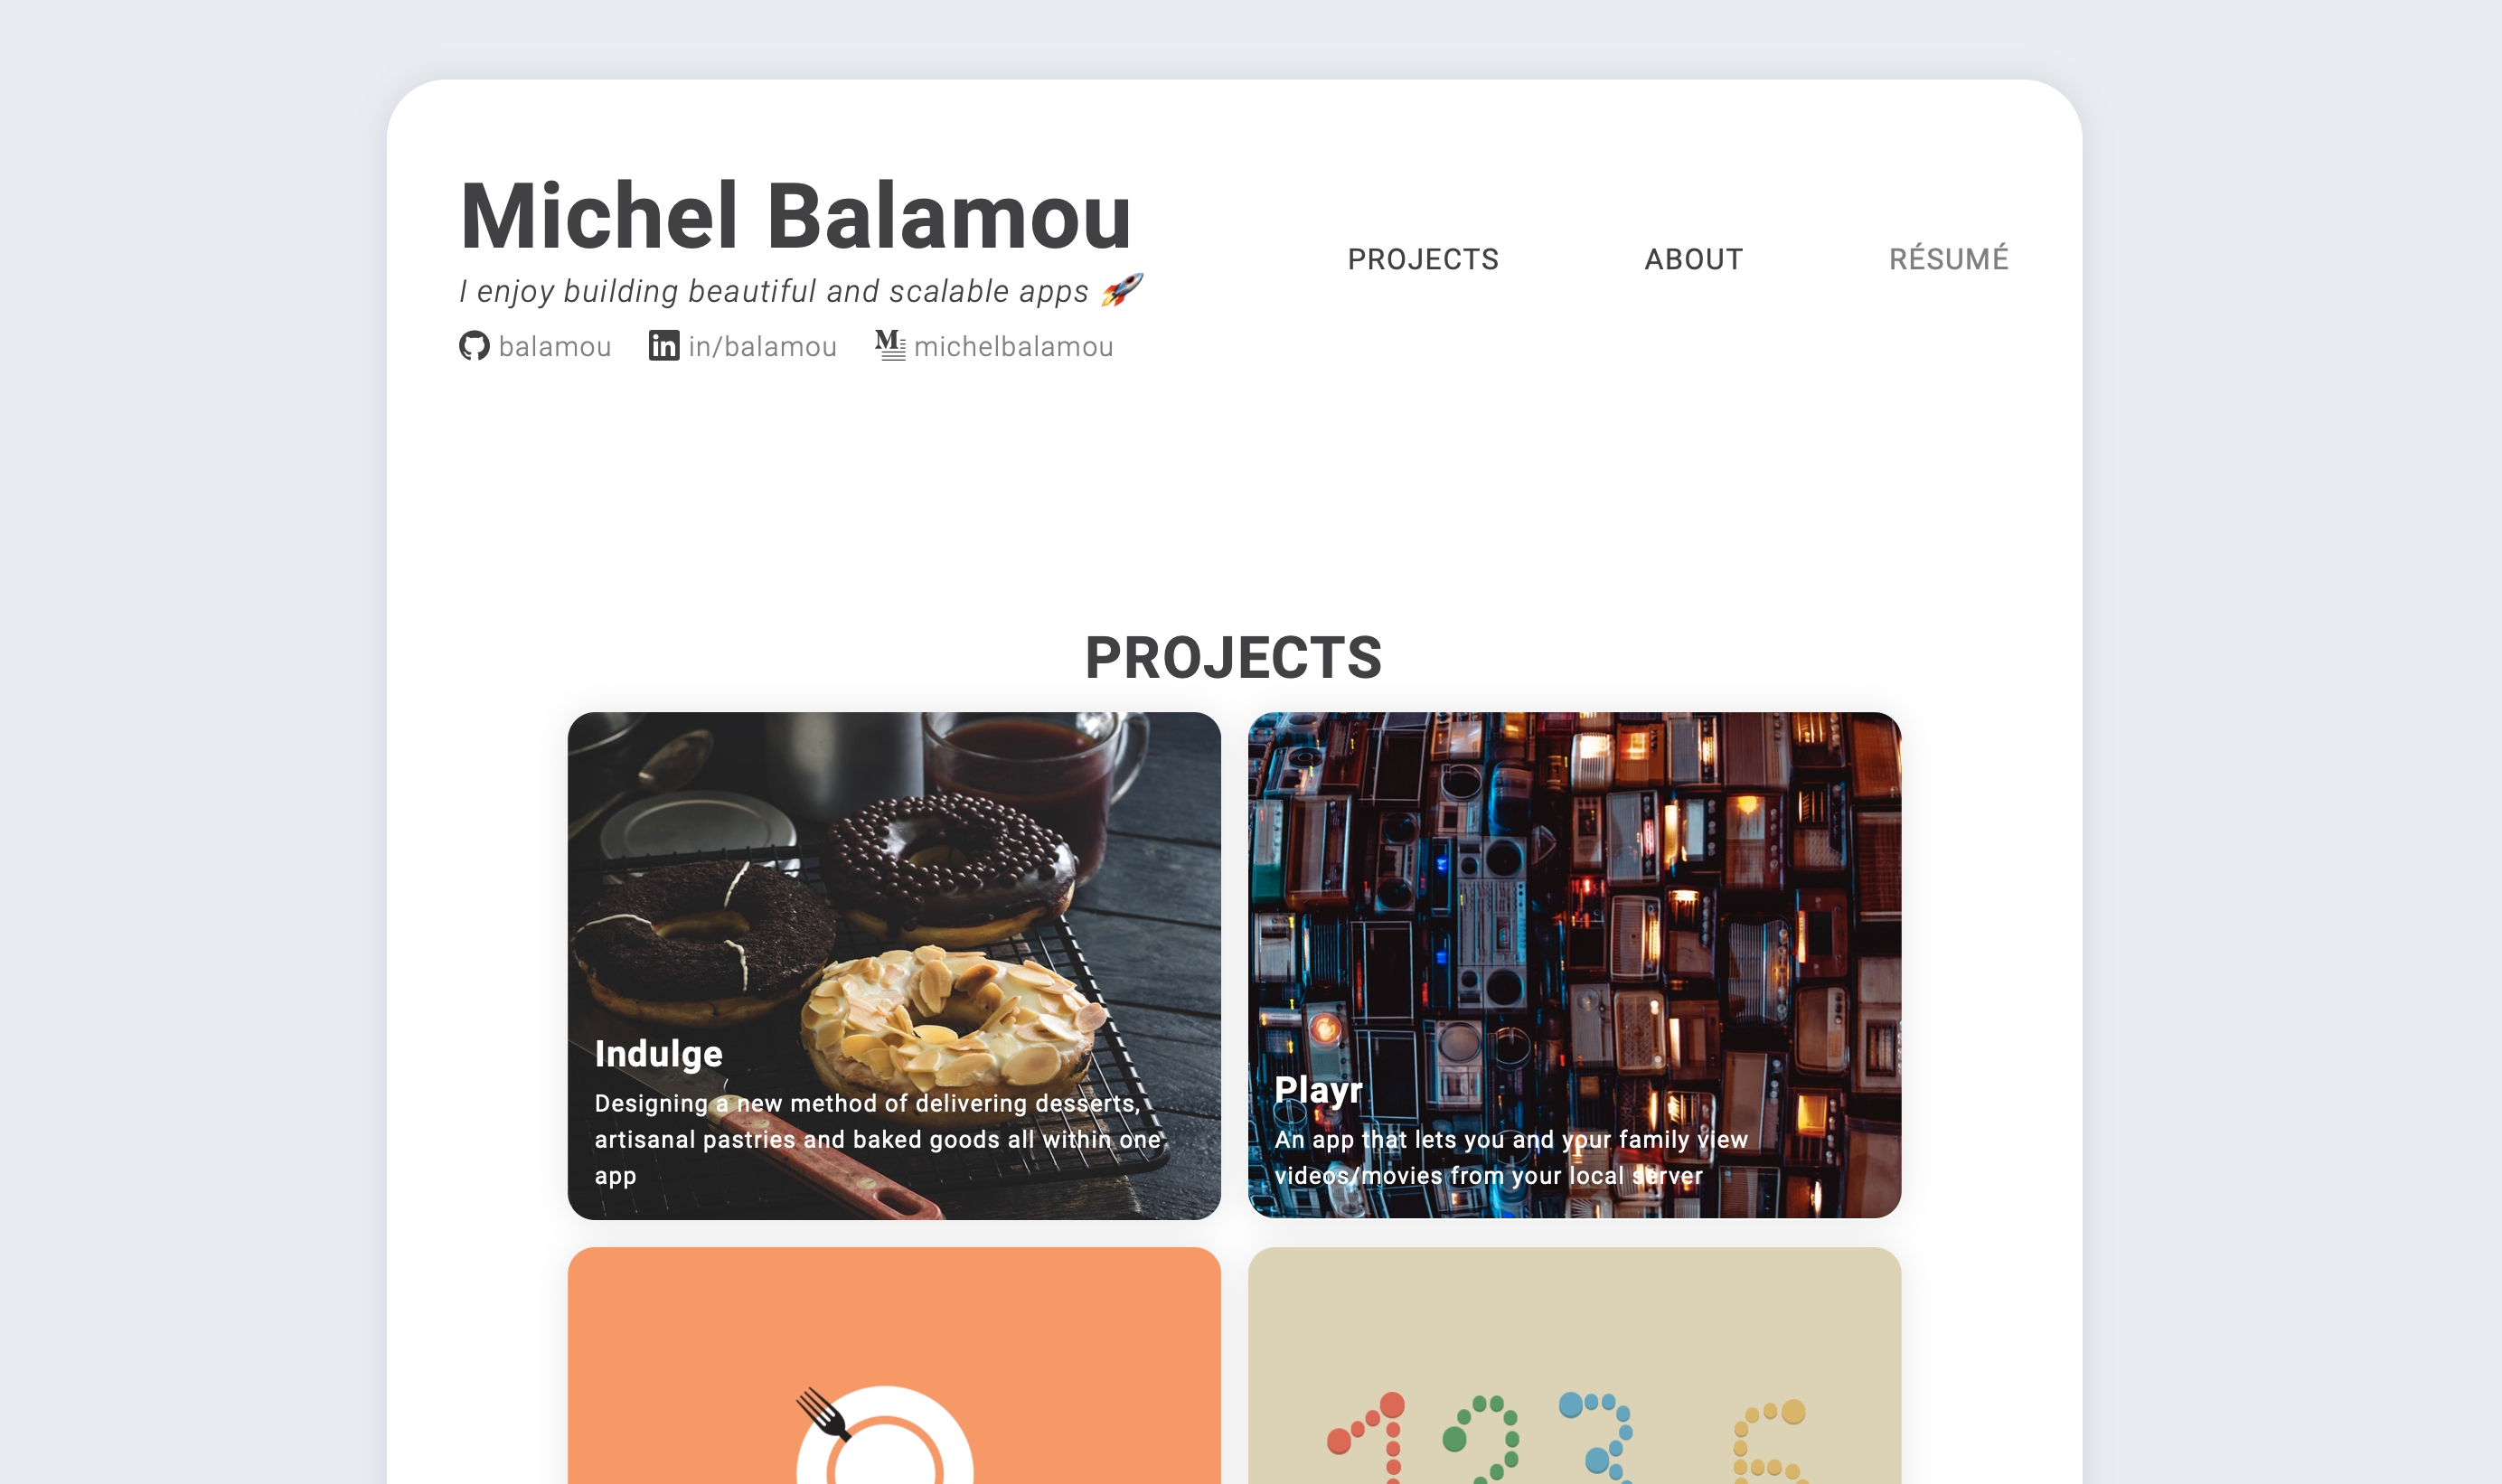 Michel Balamou
I enjoy building beautiful and scalable apps 🚀
balamou in/balamou michelbalamou
PROJECTS ABOUT RÉSUMÉ
PROJECTS
Indulge
Designing a new method of delivering desserts,
artisanal pastries and baked goods all within one
app
Playr
An app that lets you and your family view
videos/movies from your local server